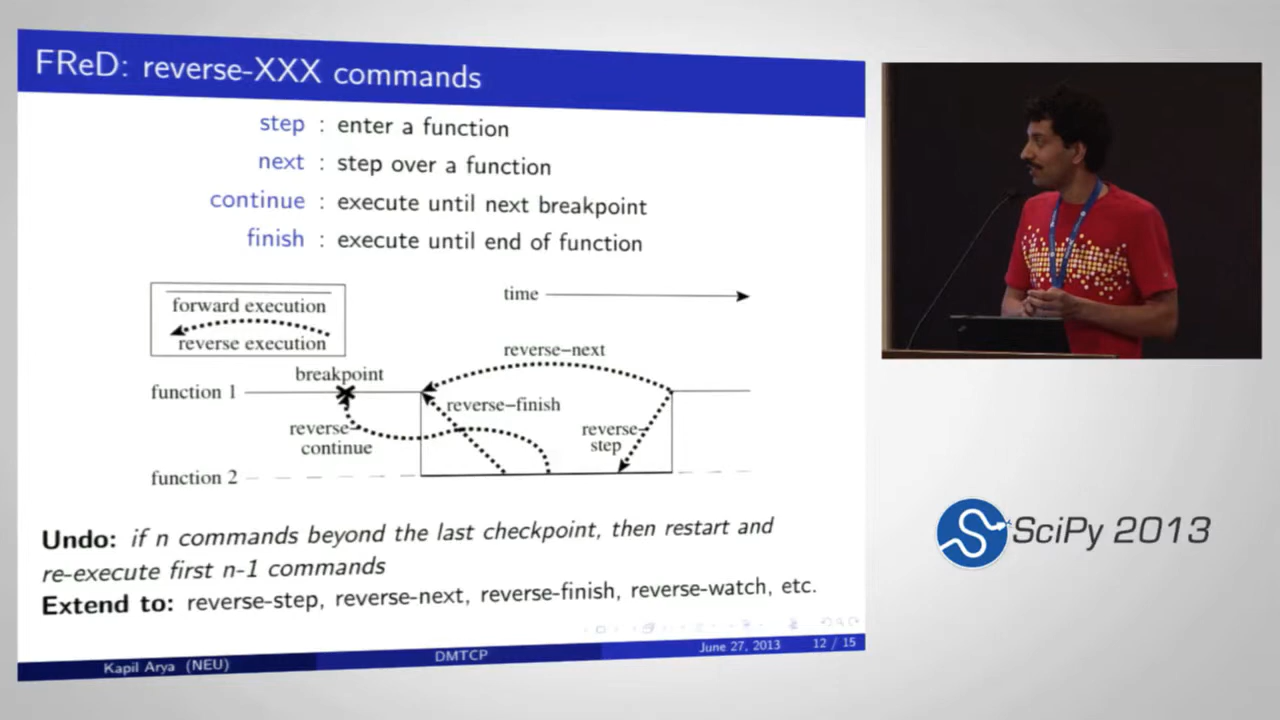 FReD: reverse-XXX commands
step : enter a function
next : step over a function
continue : execute until next breakpoint
finish : execute until end of function
forward execution
reverse execution
time
reverse–next
breakpoint
function 1
reverse–finish
reverse–
continue
reverse–
step
function 2
Undo: if n commands beyond the last checkpoint, then restart and
re-execute first n-1 commands
Extend to: reverse-step, reverse-next, reverse-finish, reverse-watch, etc.
Kapil Arya (NEU)
DMTCP
June 27, 2013
12 / 15
SciPy 2013